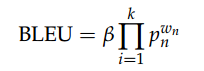 BLEU = β ∏_{i=1}^{k} p_n^{w_n}